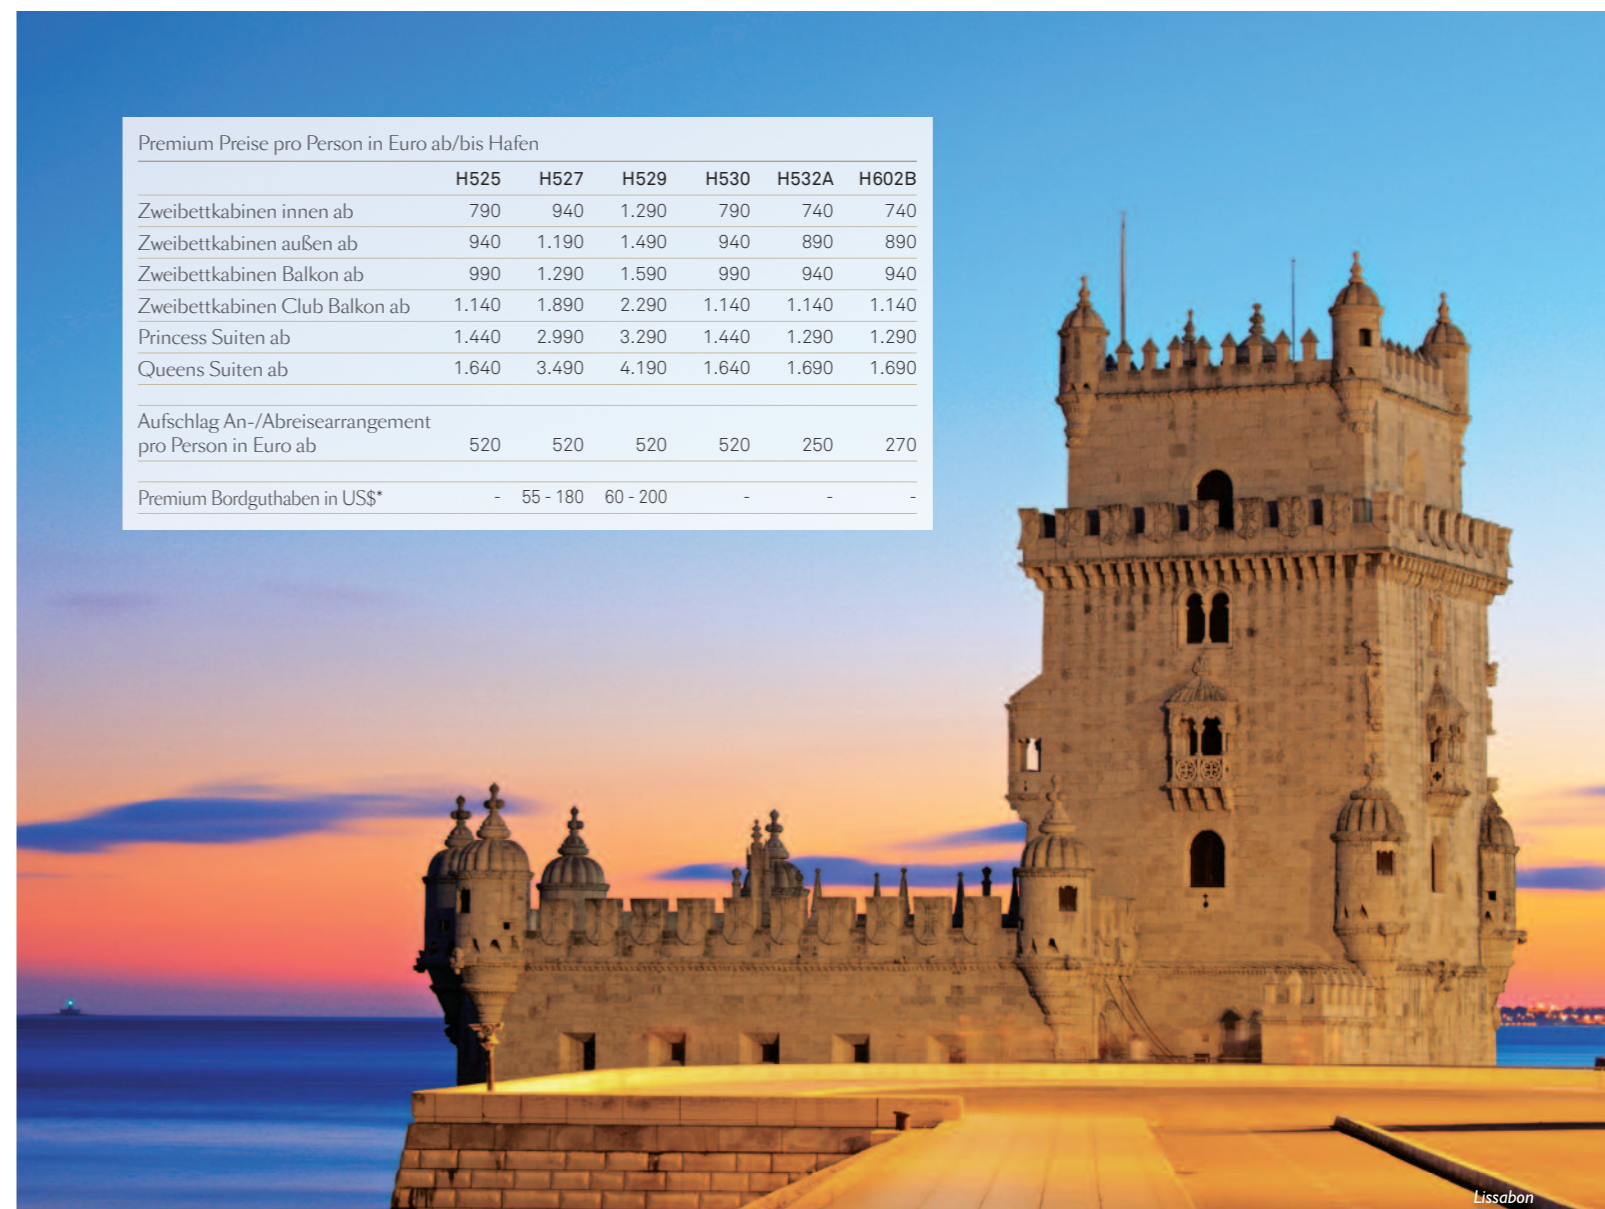 Premium Preise pro Person in Euro ab/bis Hafen
H525 H527 H529 H530 H532A H602B
Zweibettkabinen innen ab 790 940 1.290 790 740 740
Zweibettkabinen außen ab 940 1.190 1.490 940 890 890
Zweibettkabinen Balkon ab 990 1.290 1.590 990 940 940
Zweibettkabinen Club Balkon ab 1.140 1.890 2.290 1.140 1.140 1.140
Princess Suiten ab 1.440 2.990 3.290 1.440 1.290 1.290
Queens Suiten ab 1.640 3.490 4.190 1.640 1.690 1.690
Aufschlag An-/Abreisearrangement
pro Person in Euro ab 520 520 520 520 250 270
Premium Bordguthaben in US$* - 55 - 180 60 - 200 - - -
Lissabon